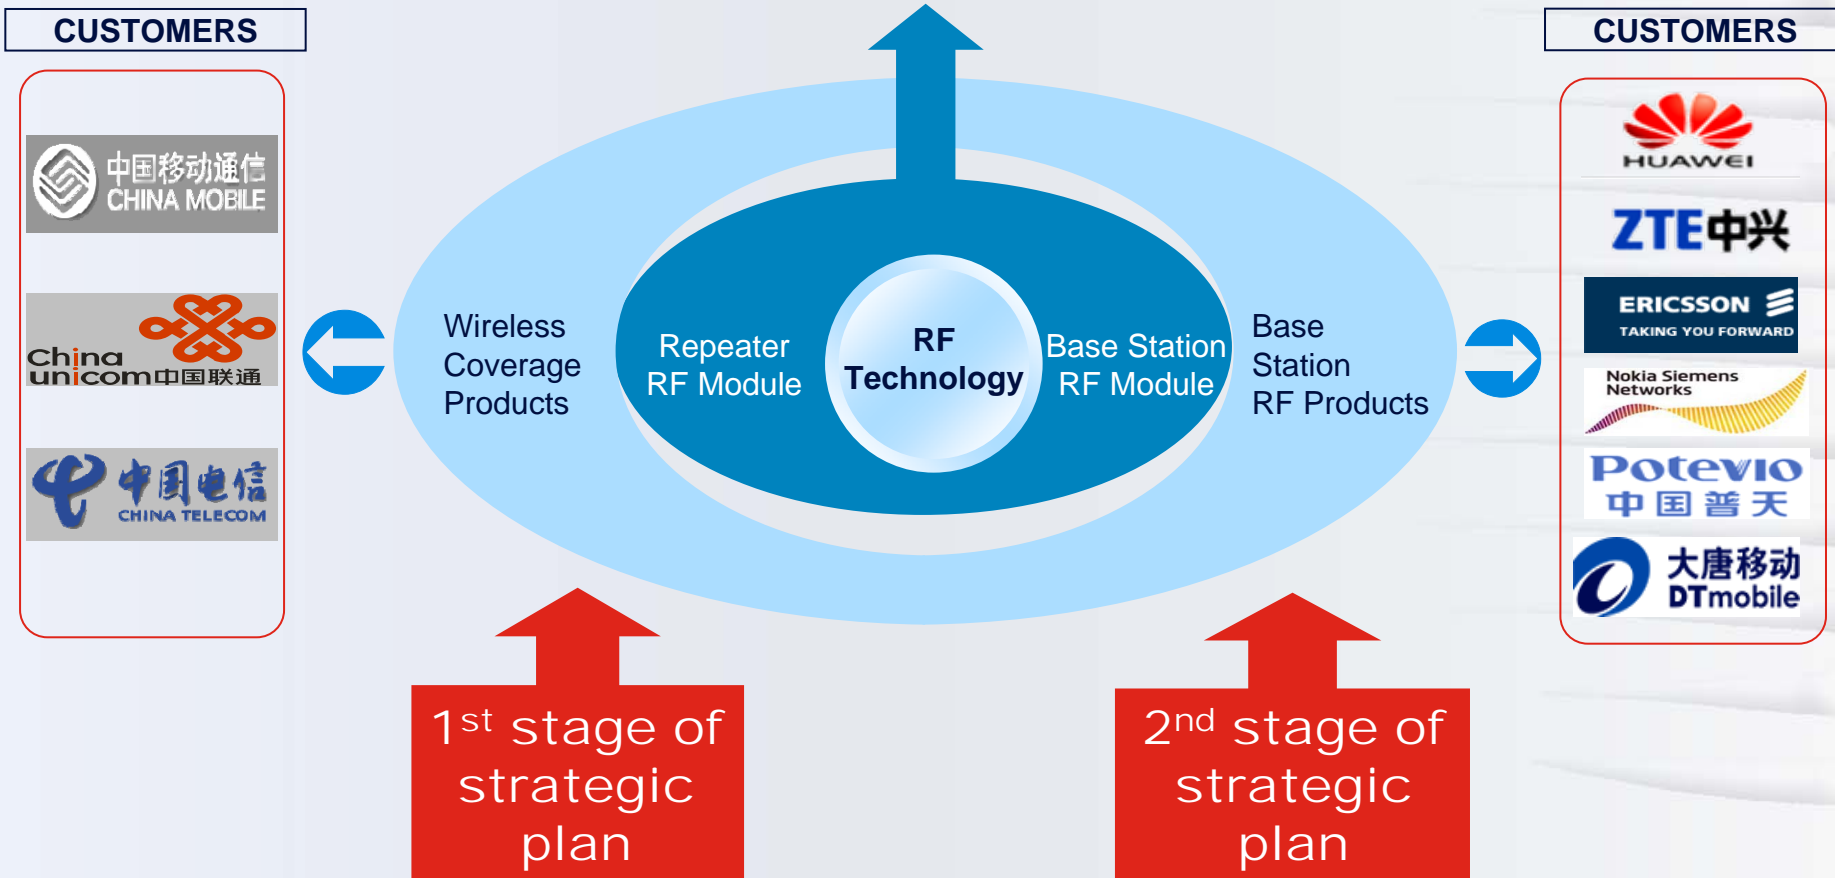 CUSTOMERS
中国移动通信
CHINA MOBILE
China
unicom中国联通
中国电信
CHINA TELECOM
Wireless
Coverage
Products
Repeater
RF Module
RF
Technology
Base Station
RF Module
Base
Station
RF Products
1st stage of
strategic
plan
2nd stage of
strategic
plan
CUSTOMERS
HUAWEI
ZTE中兴
ERICSSON
TAKING YOU FORWARD
Nokia Siemens
Networks
Potevio
中国普天
大唐移动
DTmobile